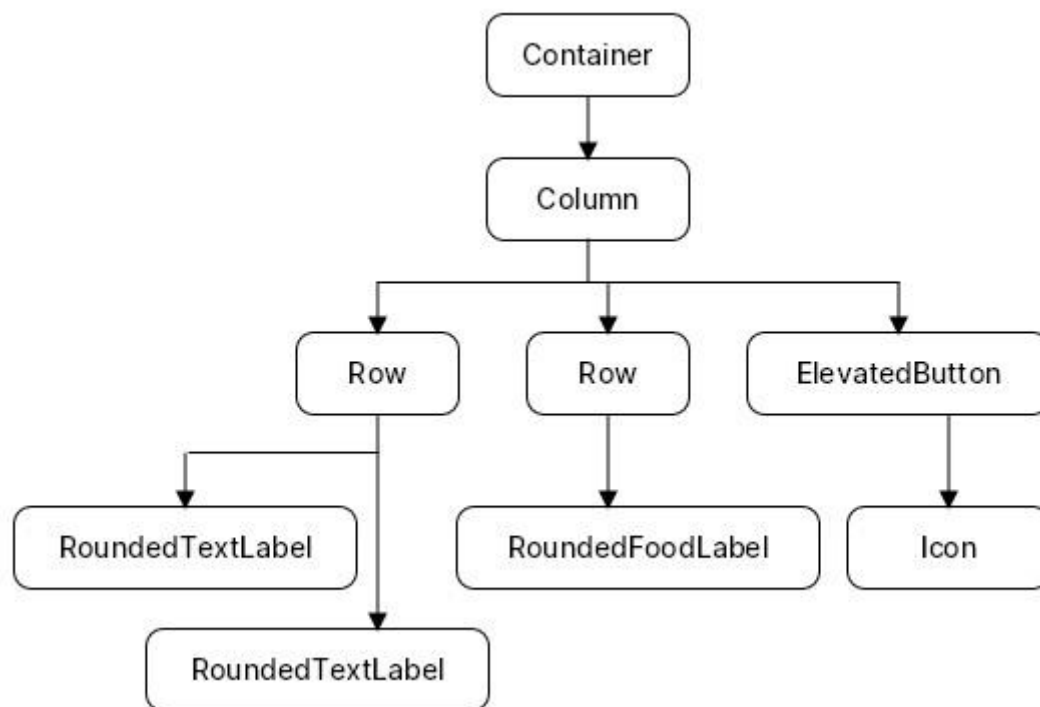 Container
Column
Row
Row
ElevatedButton
RoundedTextLabel
RoundedFoodLabel
Icon
RoundedTextLabel